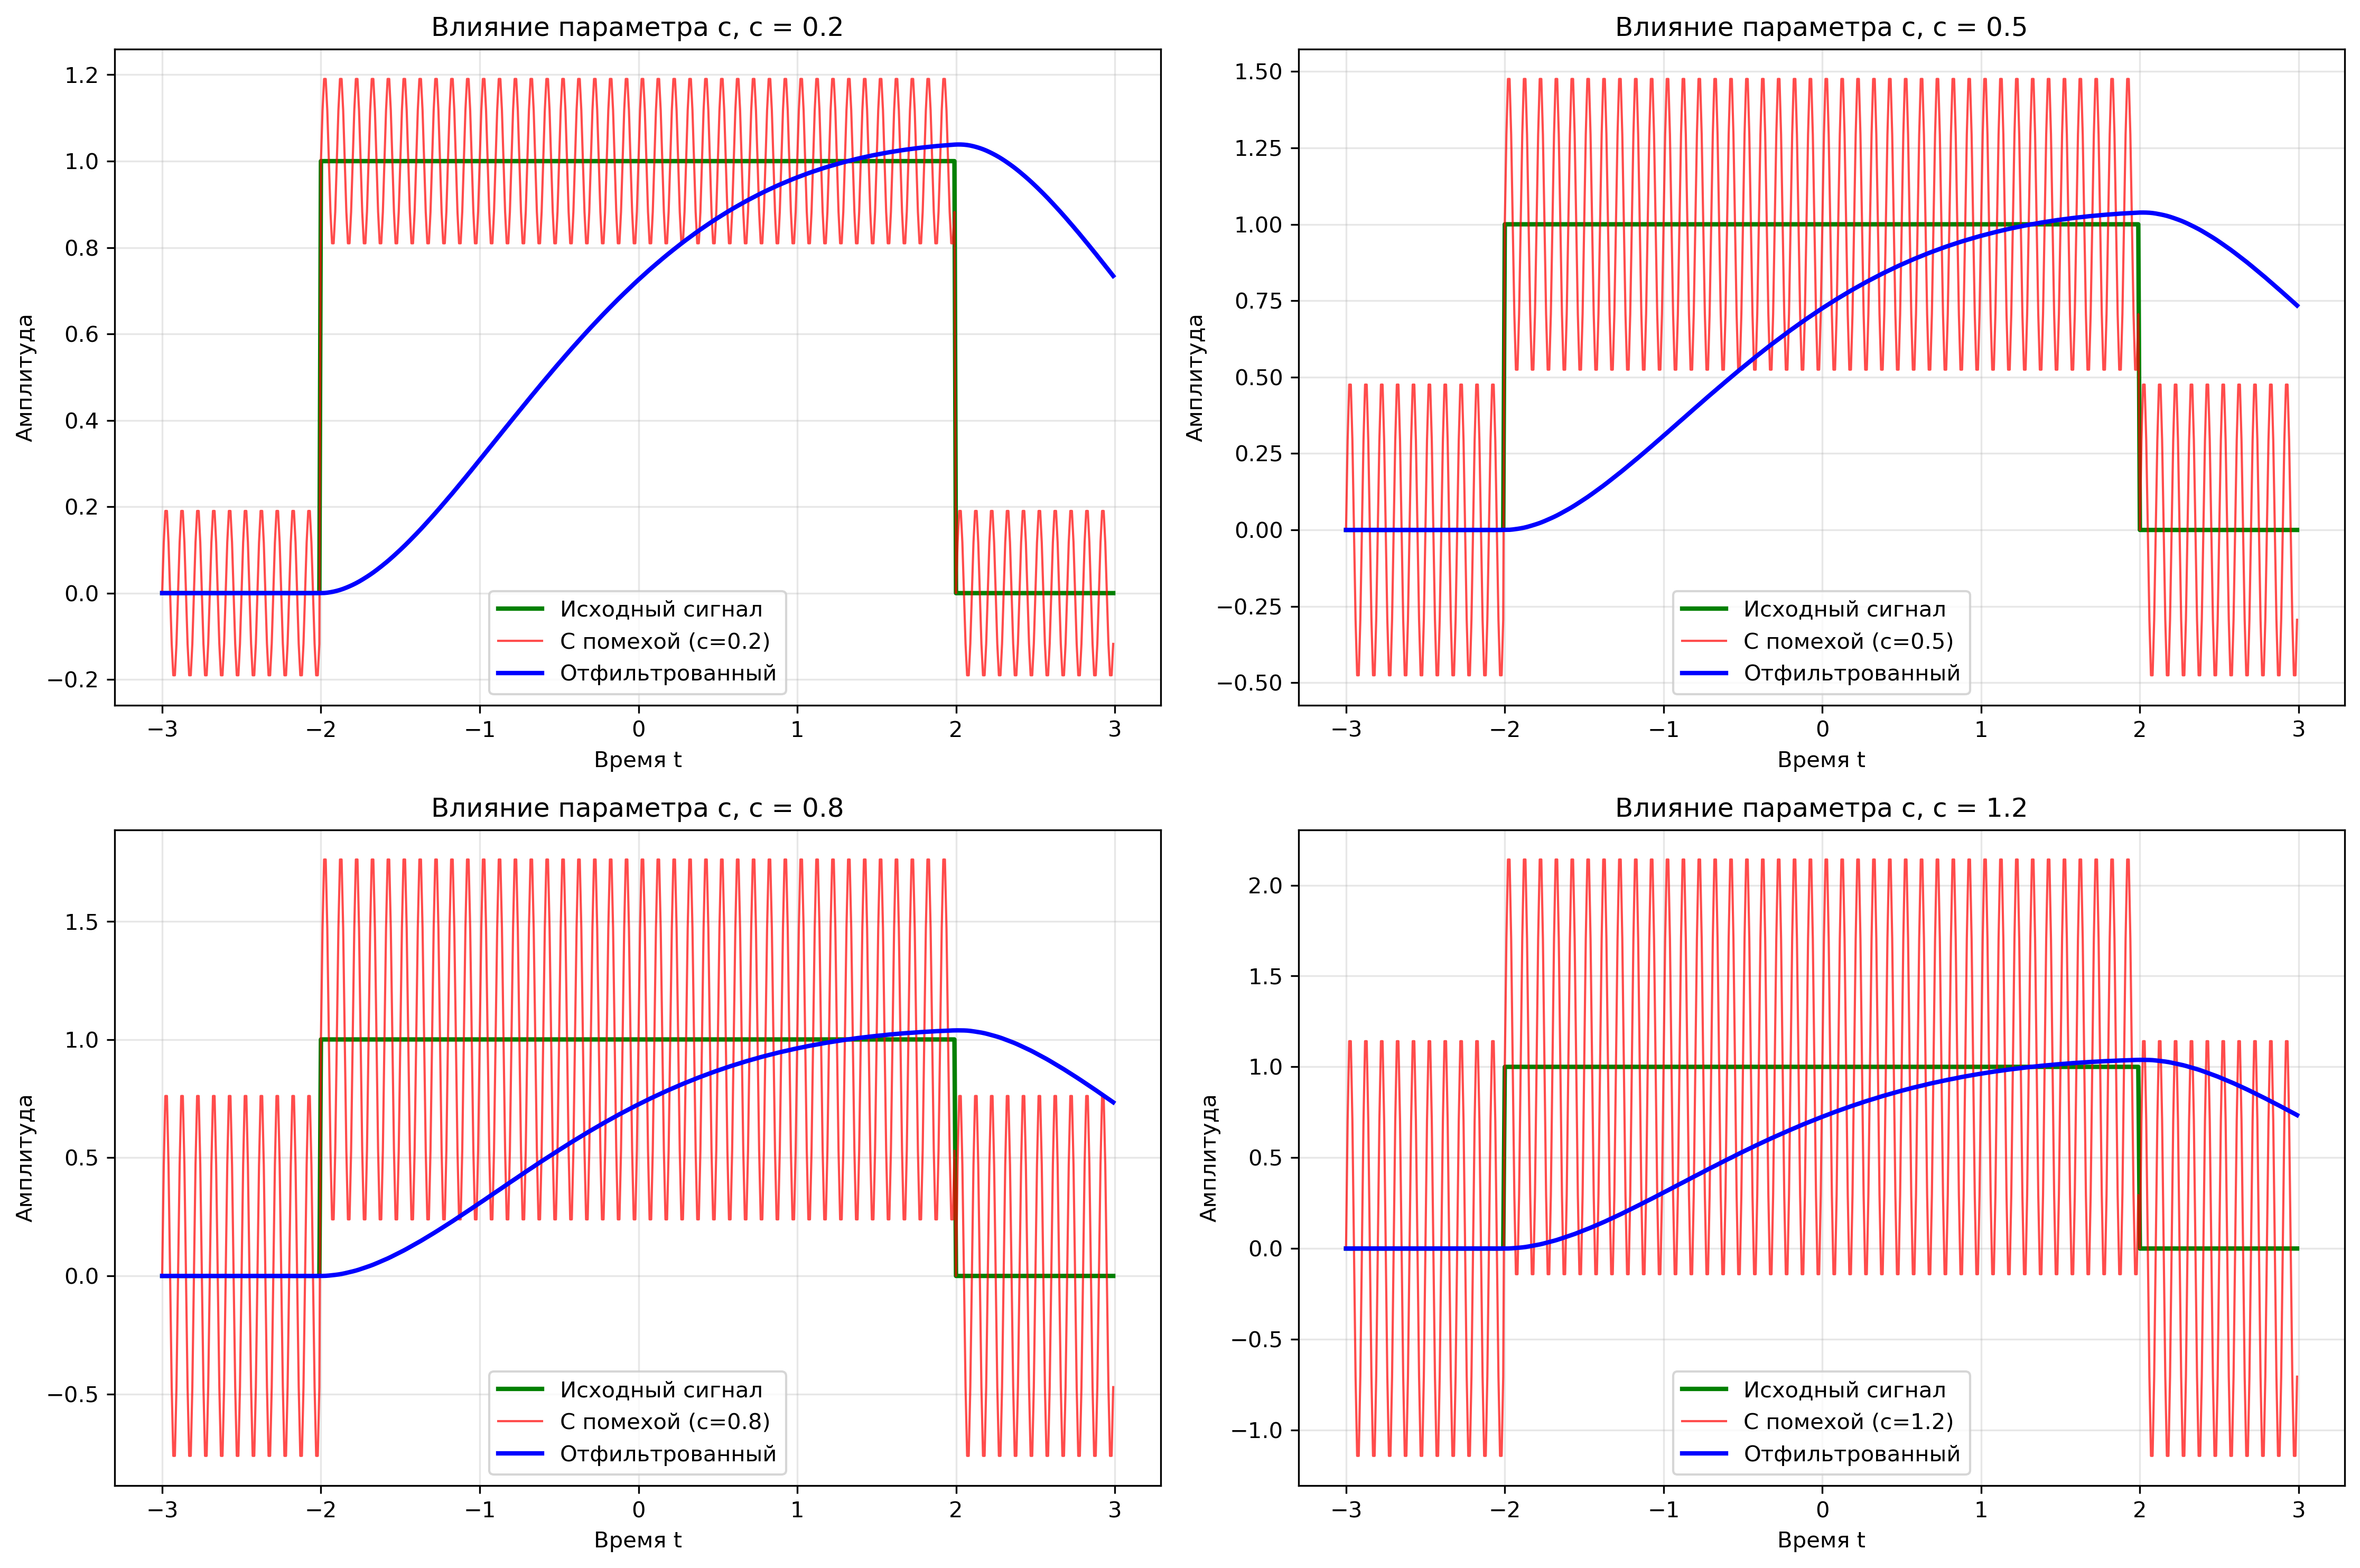 Влияние параметра c, c = 0.2
1.2
1.0
0.8
0.6
0.4
0.2
0.0
−0.2
Амплитуда
Исходный сигнал
С помехой (c=0.2)
Отфильтрованный
−3 −2 −1 0 1 2 3
Время t
Влияние параметра c, c = 0.5
1.50
1.25
1.00
0.75
0.50
0.25
0.00
−0.25
−0.50
Амплитуда
Исходный сигнал
С помехой (c=0.5)
Отфильтрованный
−3 −2 −1 0 1 2 3
Время t
Влияние параметра c, c = 0.8
1.5
1.0
0.5
0.0
−0.5
Амплитуда
Исходный сигнал
С помехой (c=0.8)
Отфильтрованный
−3 −2 −1 0 1 2 3
Время t
Влияние параметра c, c = 1.2
2.0
1.5
1.0
0.5
0.0
−0.5
−1.0
Амплитуда
Исходный сигнал
С помехой (c=1.2)
Отфильтрованный
−3 −2 −1 0 1 2 3
Время t